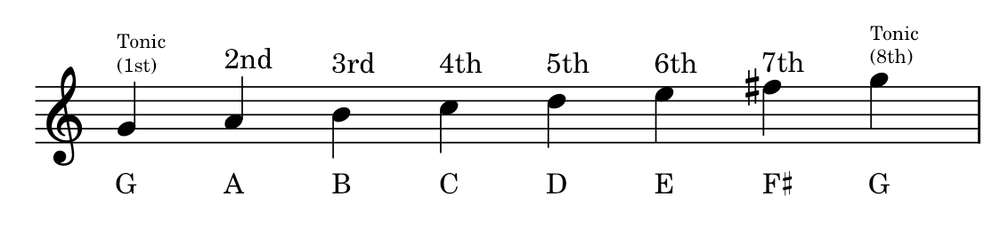 Tonic
(1st) 2nd 3rd 4th 5th 6th 7th Tonic
(8th)
G A B C D E F♯ G